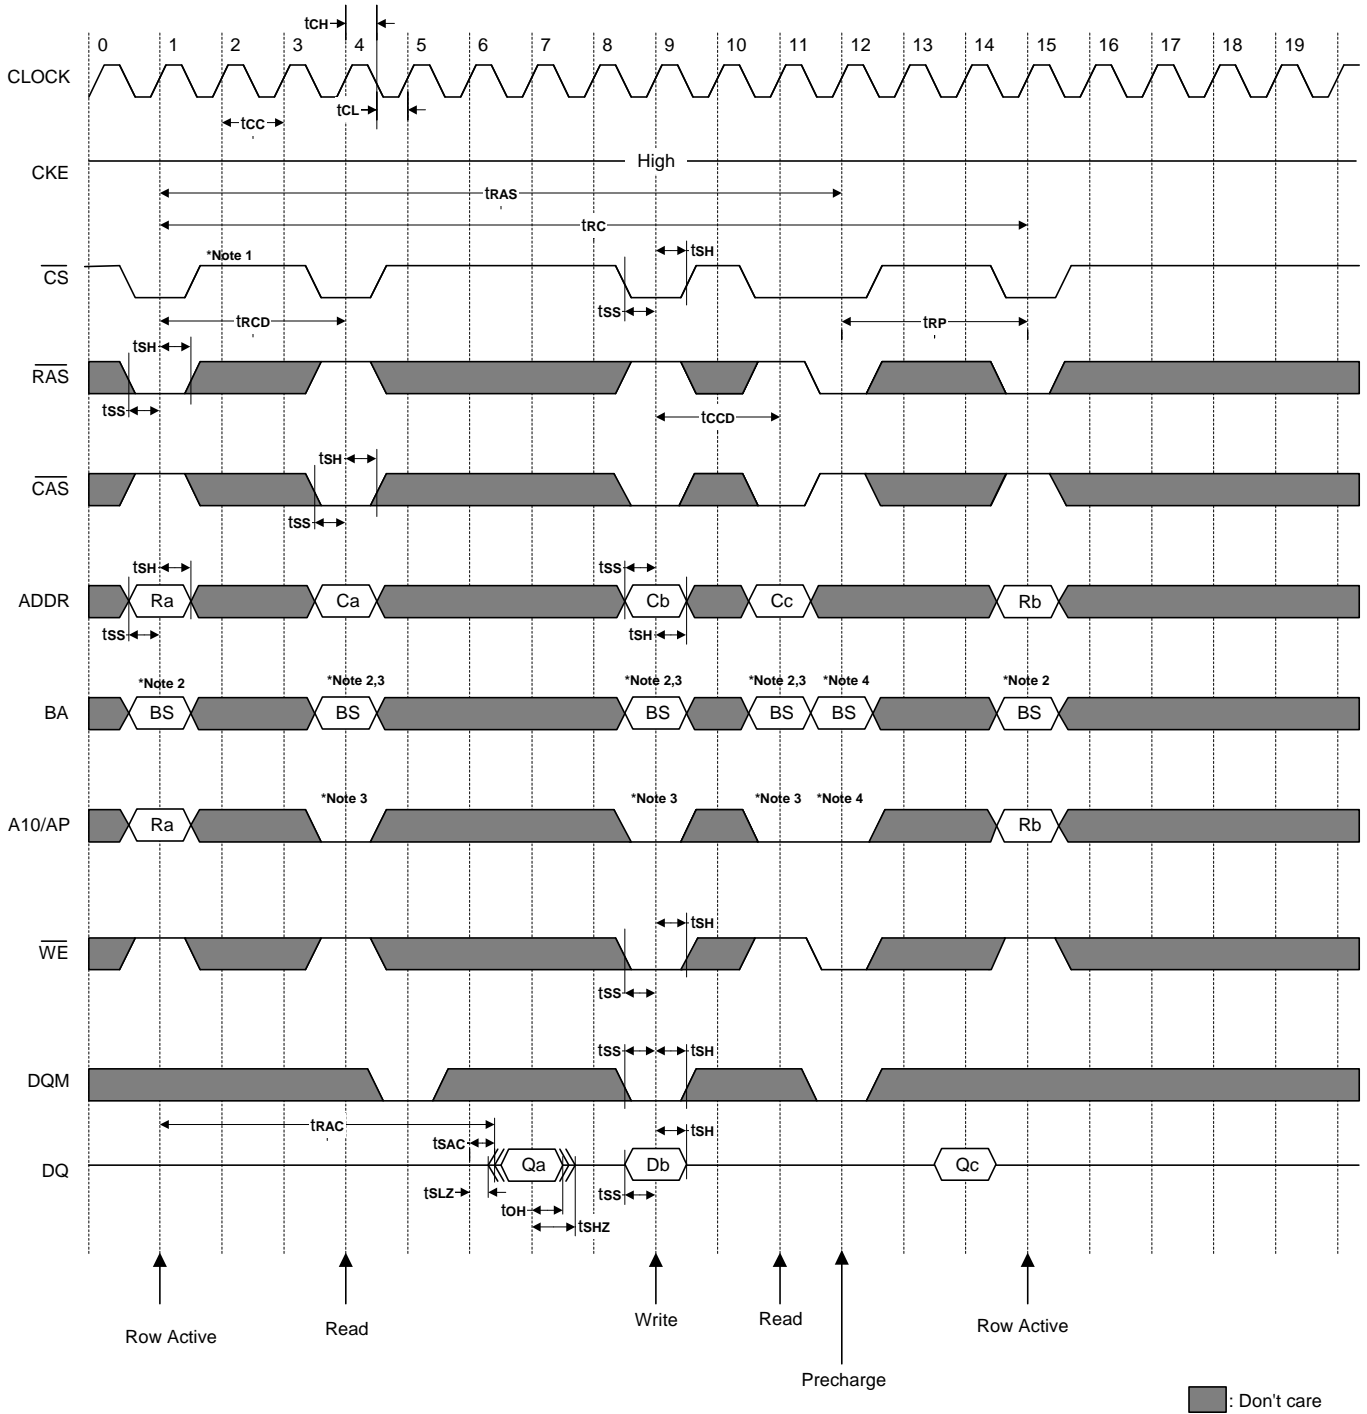 tCH
0 1 2 3 4 5 6 7 8 9 10 11 12 13 14 15 16 17 18 19
CLOCK
tCC
tCL
CKE
High
tRAS
tRC
*Note 1
tSH
CS
tSS
tRCD
tRP
tSH
RAS
tSS
tCCD
tSH
CAS
tSS
tSH
tSS
ADDR
Ra Ca Cb Cc Rb
tSS
tSH
*Note 2 *Note 2,3 *Note 2,3 *Note 2,3 *Note 4 *Note 2
BA
BS BS BS BS BS BS
*Note 3 *Note 3 *Note 3 *Note 4
A10/AP
Ra Rb
tSH
WE
tSS
tSS tSH
DQM
tRAC
tSAC
tSH
DQ
Qa Db Qc
tSLZ
tSS
tOH
tSHZ
Row Active
Read
Write
Read
Row Active
Precharge
: Don't care